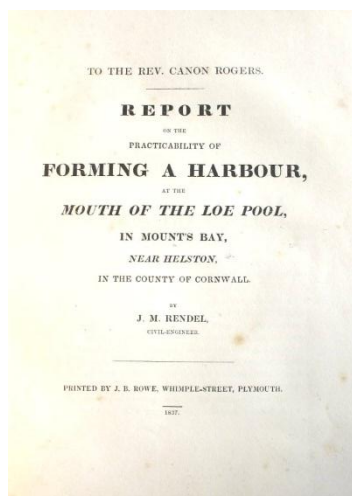 TO THE REV. CANON ROGERS.
REPORT
ON THE
PRACTICABILITY OF
FORMING A HARBOUR,
AT THE
MOUTH OF THE LOE POOL,
IN MOUNT'S BAY,
NEAR HELSTON,
IN THE COUNTY OF CORNWALL.
BY
J. M. RENDEL,
CIVIL-ENGINEER.
PRINTED BY J. B. ROWE, WHIMPLE-STREET, PLYMOUTH.
1837.